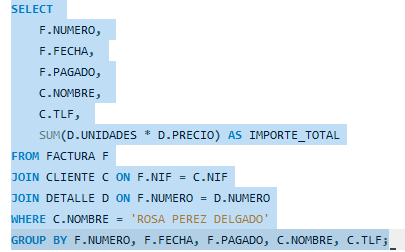 SELECT
F.NUMERO,
F.FECHA,
F.PAGADO,
C.NOMBRE,
C.TLF,
SUM(D.UNIDADES * D.PRECIO) AS IMPORTE_TOTAL
FROM FACTURA F
JOIN CLIENTE C ON F.NIF = C.NIF
JOIN DETALLE D ON F.NUMERO = D.NUMERO
WHERE C.NOMBRE = 'ROSA PEREZ DELGADO'
GROUP BY F.NUMERO, F.FECHA, F.PAGADO, C.NOMBRE, C.TLF;